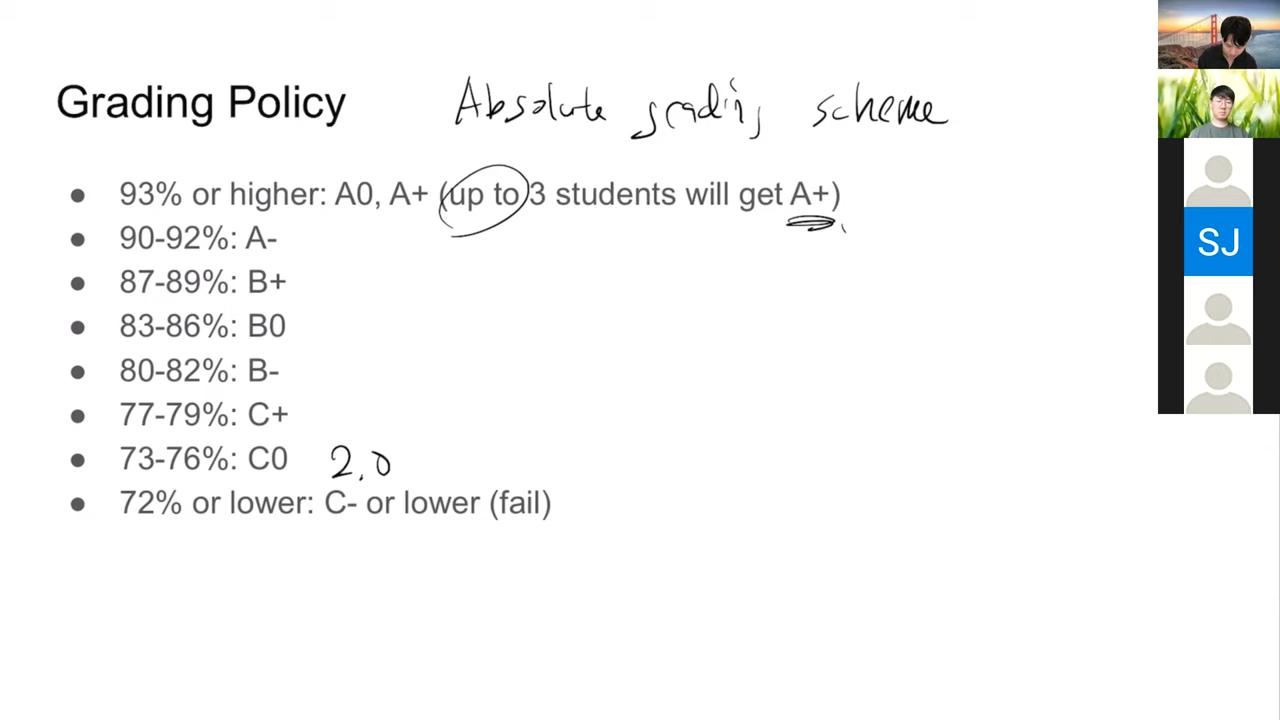 Grading Policy Absolute grading scheme
● 93% or higher: A0, A+ (up to 3 students will get A+)
● 90-92%: A-
● 87-89%: B+
● 83-86%: B0
● 80-82%: B-
● 77-79%: C+
● 73-76%: C0 2.0
● 72% or lower: C- or lower (fail)
SJ